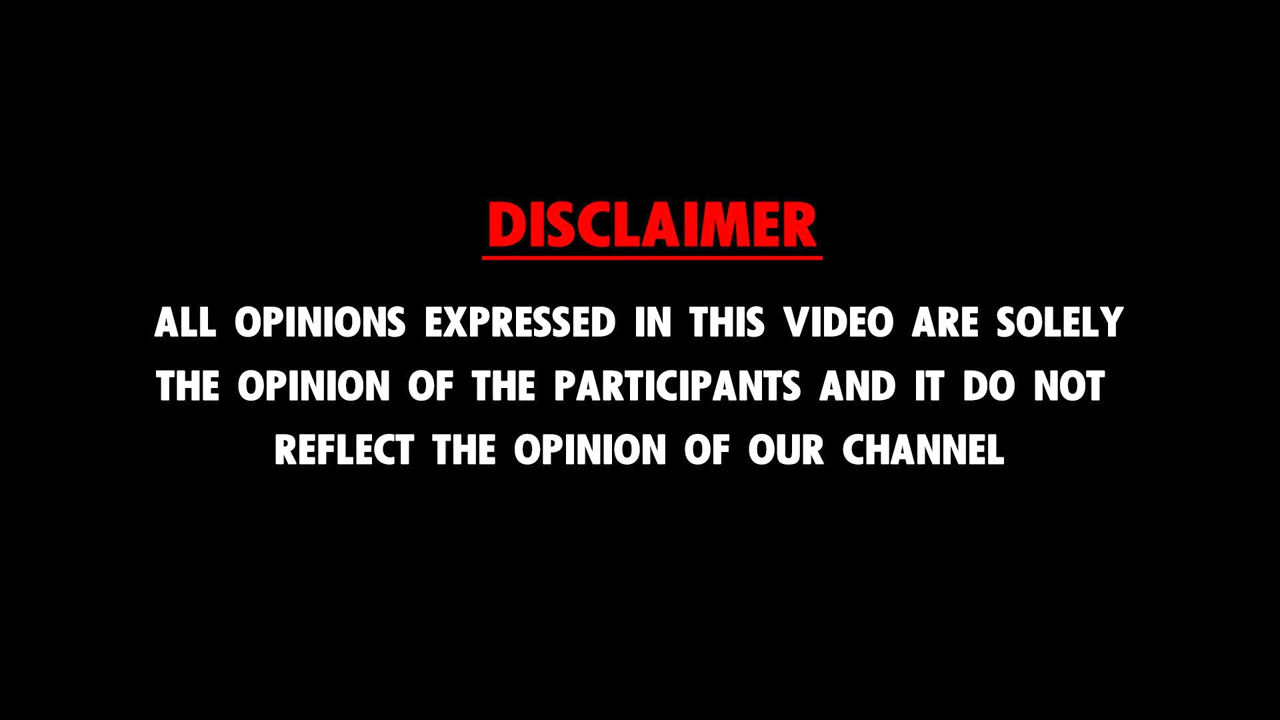 DISCLAIMER
ALL OPINIONS EXPRESSED IN THIS VIDEO ARE SOLELY
THE OPINION OF THE PARTICIPANTS AND IT DO NOT
REFLECT THE OPINION OF OUR CHANNEL